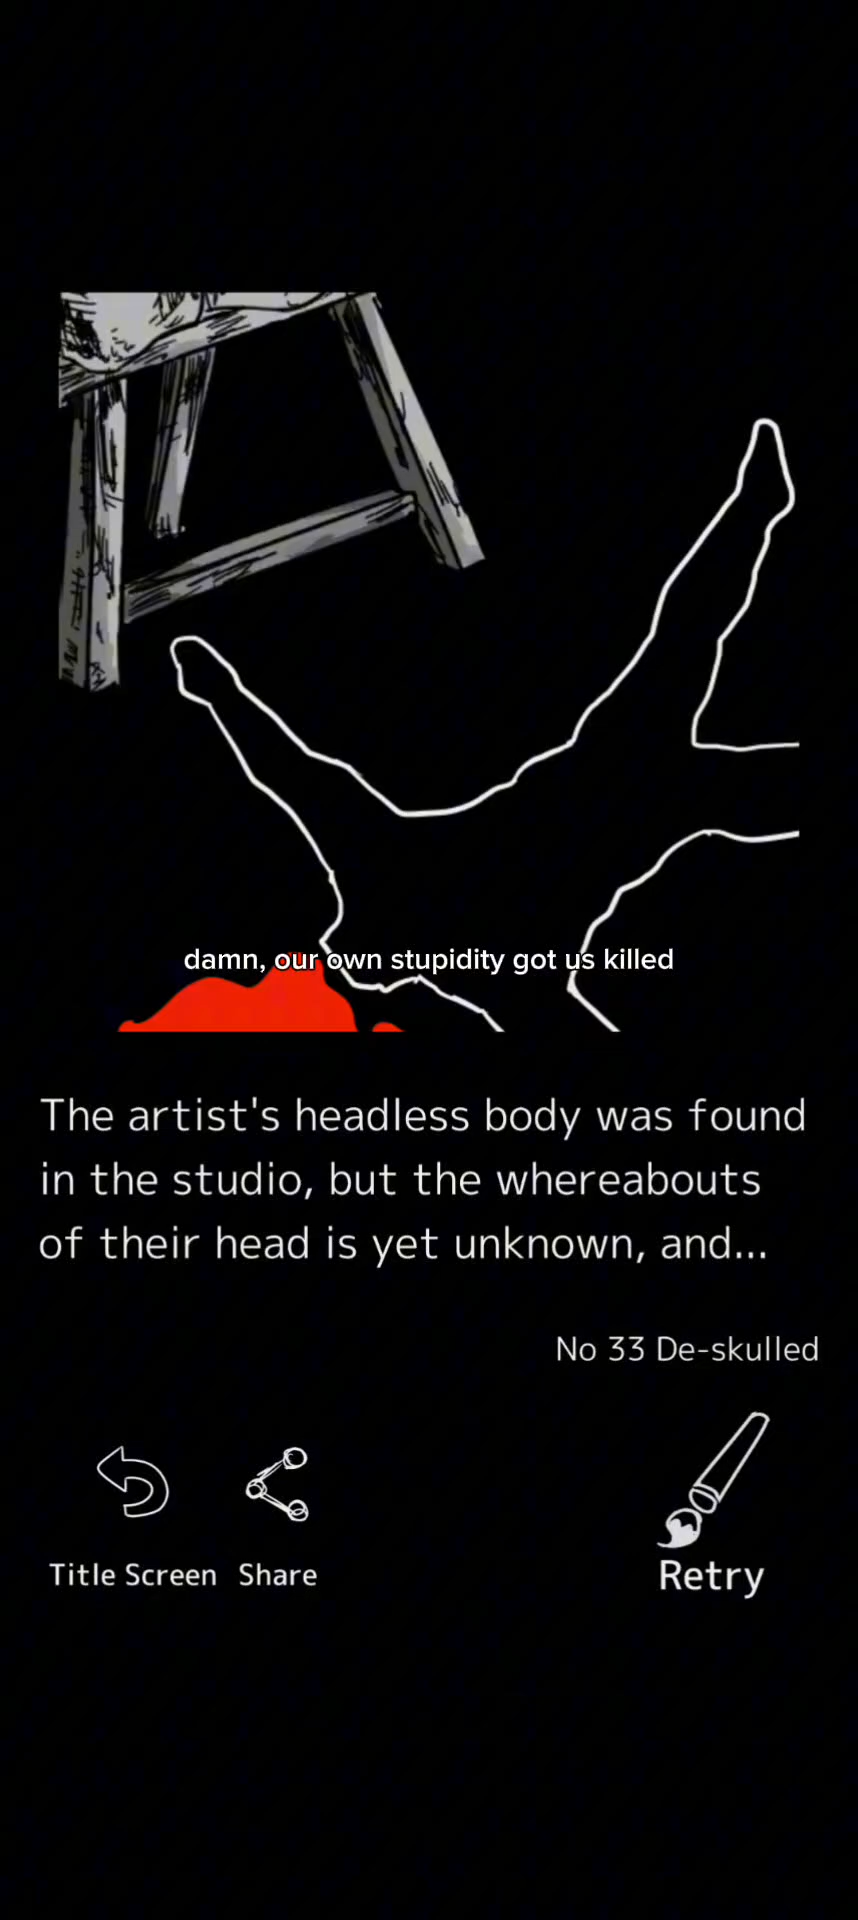 damn, our own stupidity got us killed
The artist's headless body was found
in the studio, but the whereabouts
of their head is yet unknown, and...
No 33 De-skulled
Title Screen
Share
Retry